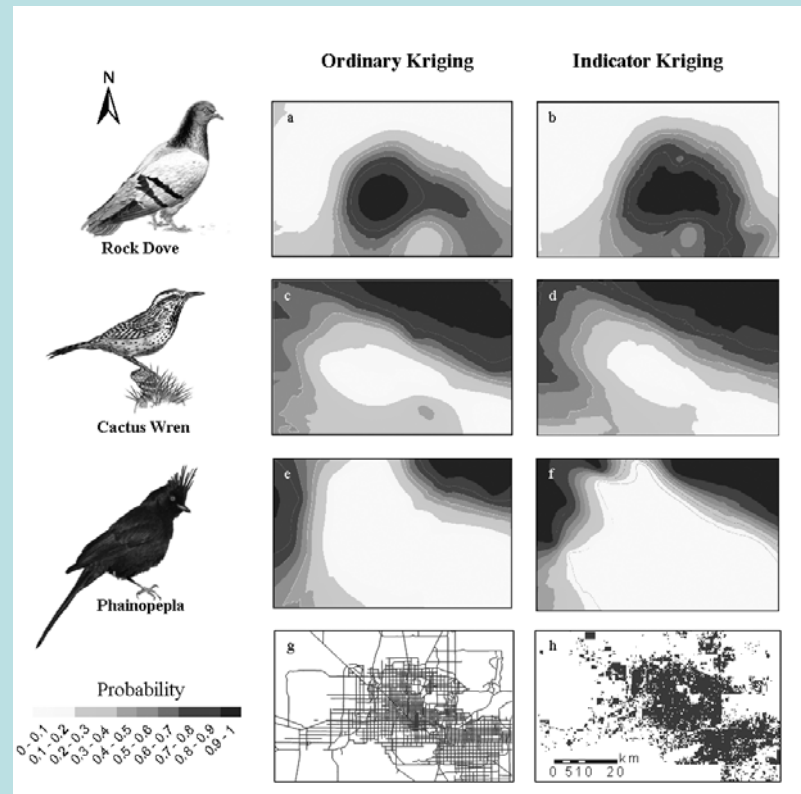 Ordinary Kriging
Indicator Kriging
N
a
b
Rock Dove
c
d
Cactus Wren
e
f
Phainopepla
g
h
Probability
0 - 0.1
0.1 - 0.2
0.2 - 0.3
0.3 - 0.4
0.4 - 0.5
0.5 - 0.6
0.6 - 0.7
0.7 - 0.8
0.8 - 0.9
0.9 - 1
km
0 5 10 20